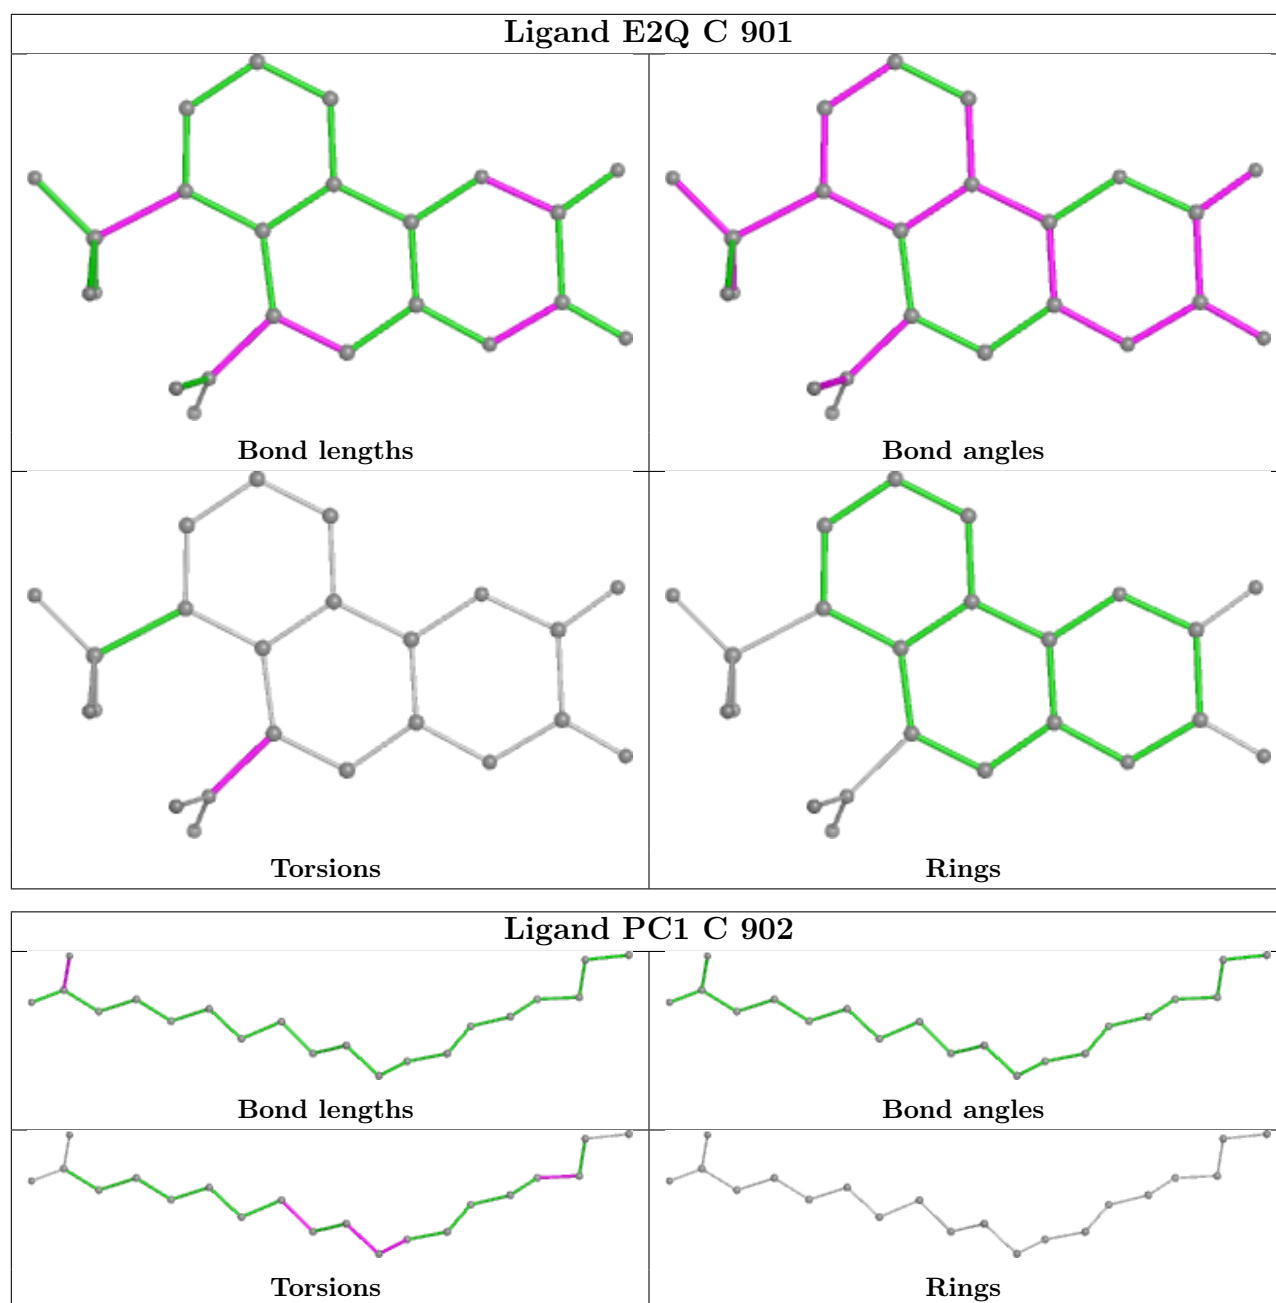 Ligand E2Q C 901
Bond lengths
Bond angles
Torsions
Rings
Ligand PC1 C 902
Bond lengths
Bond angles
Torsions
Rings